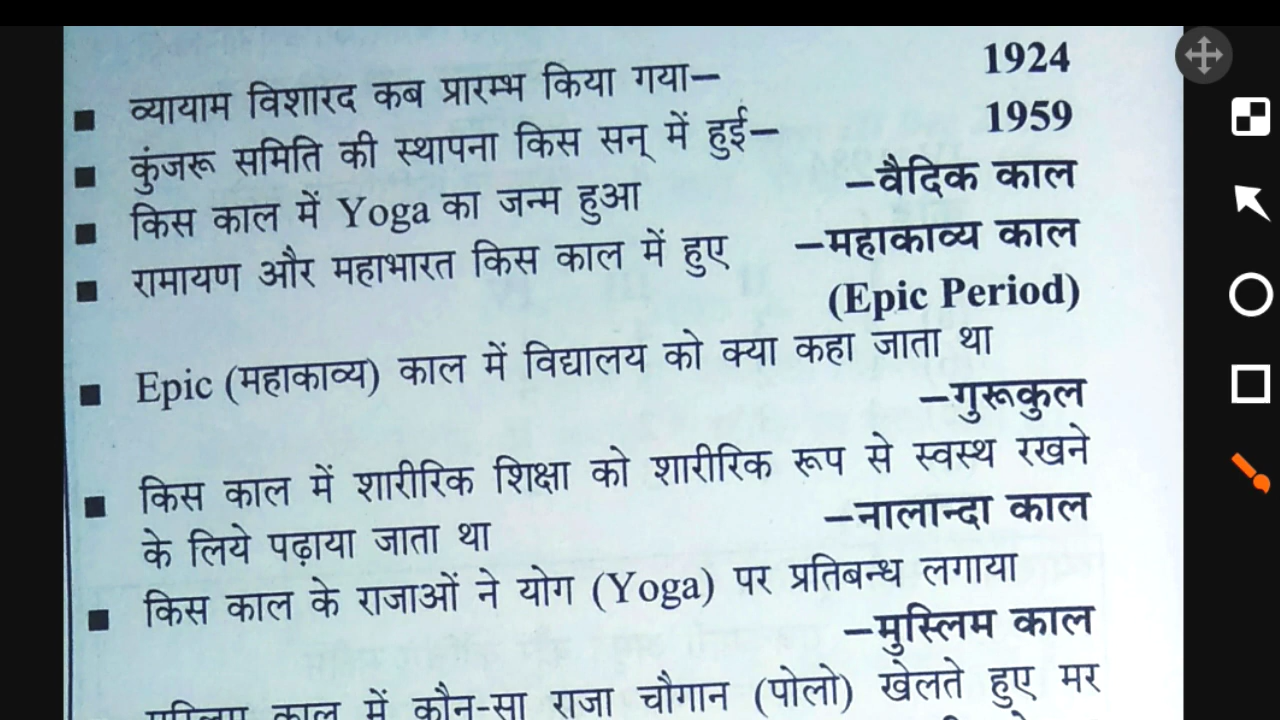 ■ व्यायाम विशारद कब प्रारम्भ किया गया– 1924
■ कुंजरू समिति की स्थापना किस सन् में हुई– 1959
■ किस काल में Yoga का जन्म हुआ –वैदिक काल
■ रामायण और महाभारत किस काल में हुए –महाकाव्य काल
(Epic Period)
■ Epic (महाकाव्य) काल में विद्यालय को क्या कहा जाता था
–गुरूकुल
■ किस काल में शारीरिक शिक्षा को शारीरिक रूप से स्वस्थ रखने
के लिये पढ़ाया जाता था –नालान्दा काल
■ किस काल के राजाओं ने योग (Yoga) पर प्रतिबन्ध लगाया
–मुस्लिम काल
काल में कौन-सा राजा चौगान (पोलो) खेलते हुए मर